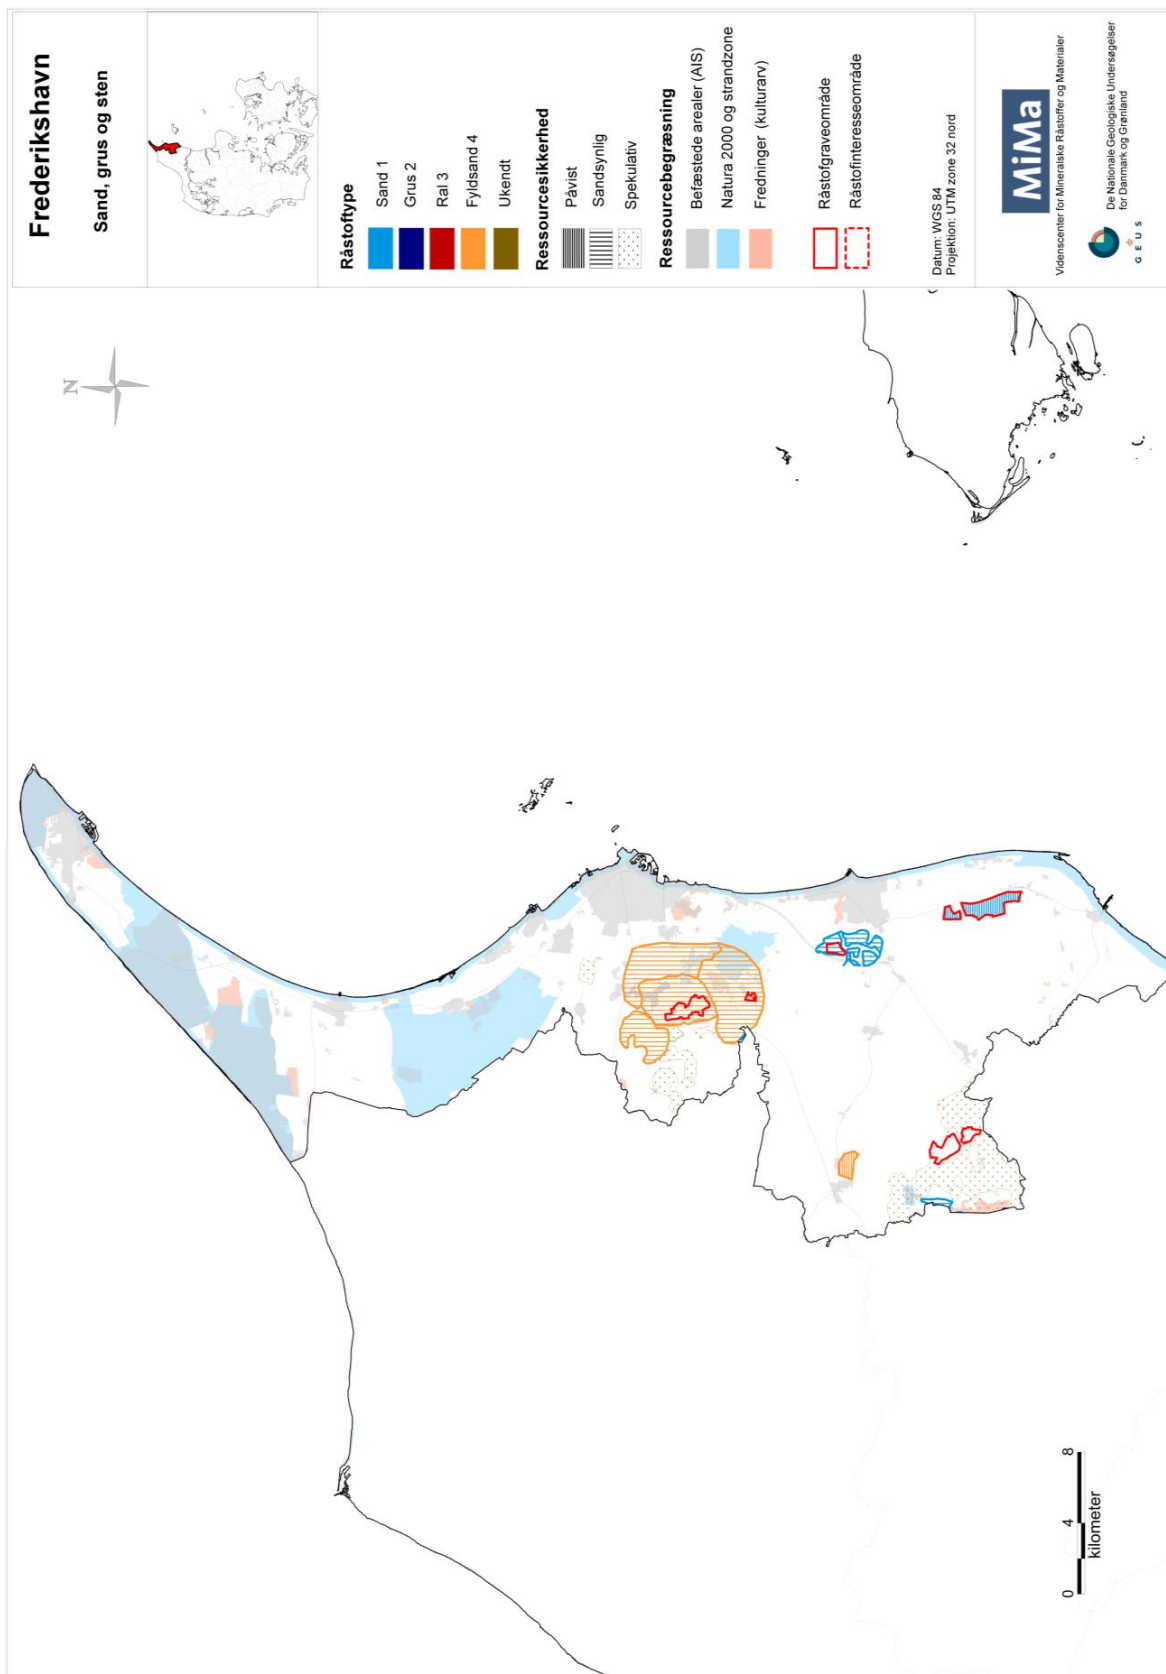 Frederikshavn
Sand, grus og sten
Råstoftype
Sand 1
Grus 2
Ral 3
Fyldsand 4
Ukendt
Ressourcesikkerhed
Påvist
Sandsynlig
Spekulativ
Ressourcebegræsning
Befæstede arealer (AIS)
Natura 2000 og strandzone
Fredninger (kulturarv)
Råstofgraveområde
Råstofinteresseområde
Datum: WGS 84
Projektion: UTM zone 32 nord
MiMa
Videnscenter for Mineralske Råstoffer og Materialer
G E U S
De Nationale Geologiske Undersøgelser
for Danmark og Grønland
N
0 4 8
kilometer